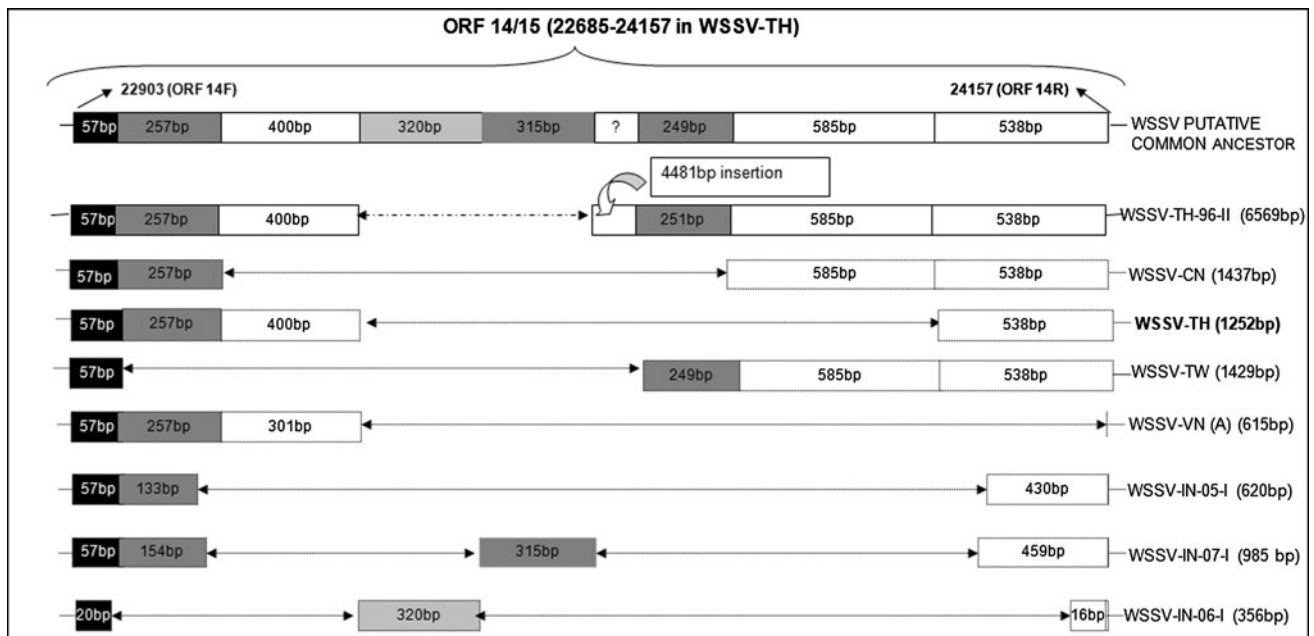 ORF 14/15 (22685-24157 in WSSV-TH)
22903 (ORF 14F)
24157 (ORF 14R)
57bp 257bp 400bp 320bp 315bp ? 249bp 585bp 538bp WSSV PUTATIVE
COMMON ANCESTOR
4481bp insertion
57bp 257bp 400bp 251bp 585bp 538bp WSSV-TH-96-II (6569bp)
57bp 257bp 585bp 538bp WSSV-CN (1437bp)
57bp 257bp 400bp 538bp WSSV-TH (1252bp)
57bp 249bp 585bp 538bp WSSV-TW (1429bp)
57bp 257bp 301bp WSSV-VN (A) (615bp)
57bp 133bp 430bp WSSV-IN-05-I (620bp)
57bp 154bp 315bp 459bp WSSV-IN-07-I (985 bp)
20bp 320bp 16bp WSSV-IN-06-I (356bp)